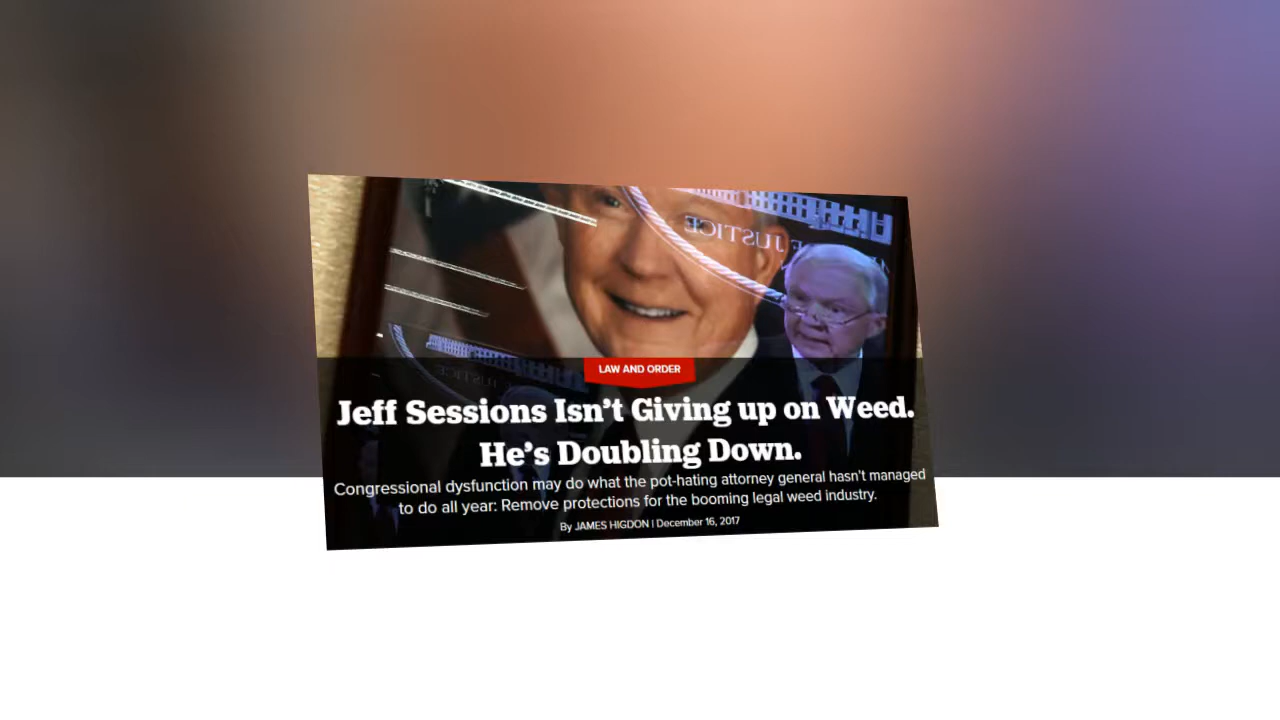 LAW AND ORDER
Jeff Sessions Isn't Giving up on Weed.
He's Doubling Down.
Congressional dysfunction may do what the pot-hating attorney general hasn't managed
to do all year: Remove protections for the booming legal weed industry.
By JAMES HIGDON | December 16, 2017